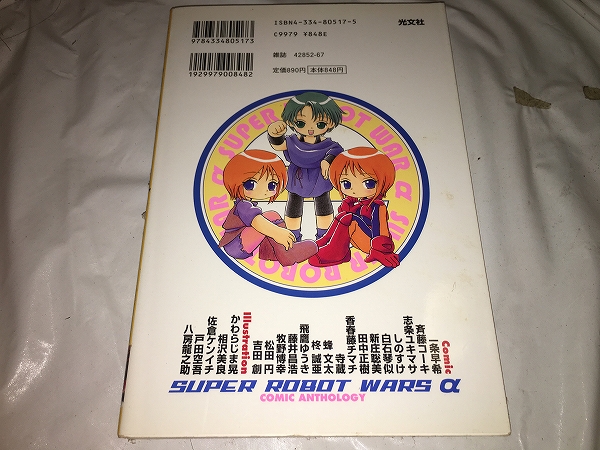 ISBN4-334-80517-5
光文社
C9979 ¥848E
9784334805173
雑誌 42852-67
1929979008482
定価890円 本体848円
SUPER ROBOT WARS α SUPER ROBOT WAR α
Comic
一条早希
斉藤コーキ
志条ユキマサ
しのすけ
白石琴似
新庄聡美
田中正樹
香春藤チマチ
寺蔵
蜂文太
柊誠亜
飛鷹ゆうき
藤井昌浩
牧野博幸
松田円
吉田創
Illustration
かわらじま晃
相沢美良
佐倉ケンイチ
戸田空吾
八房龍之助
SUPER ROBOT WARS α
COMIC ANTHOLOGY